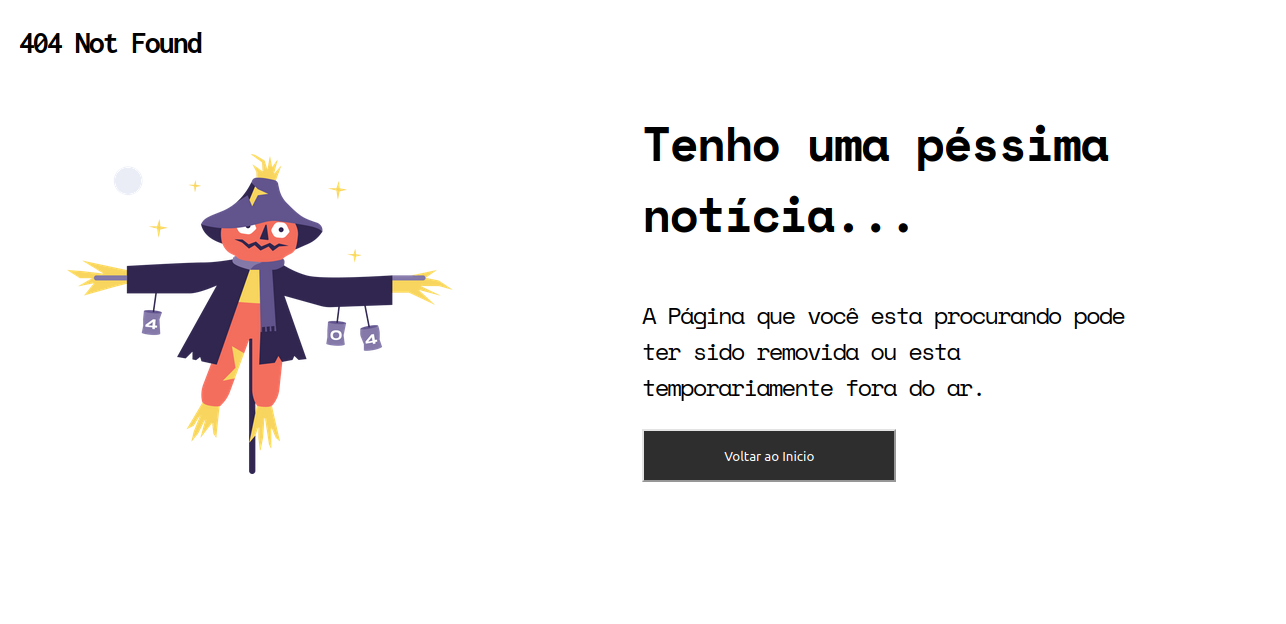 404 Not Found
Tenho uma péssima
notícia...
A Página que você esta procurando pode
ter sido removida ou esta
temporariamente fora do ar.
Voltar ao Inicio
4
0
4